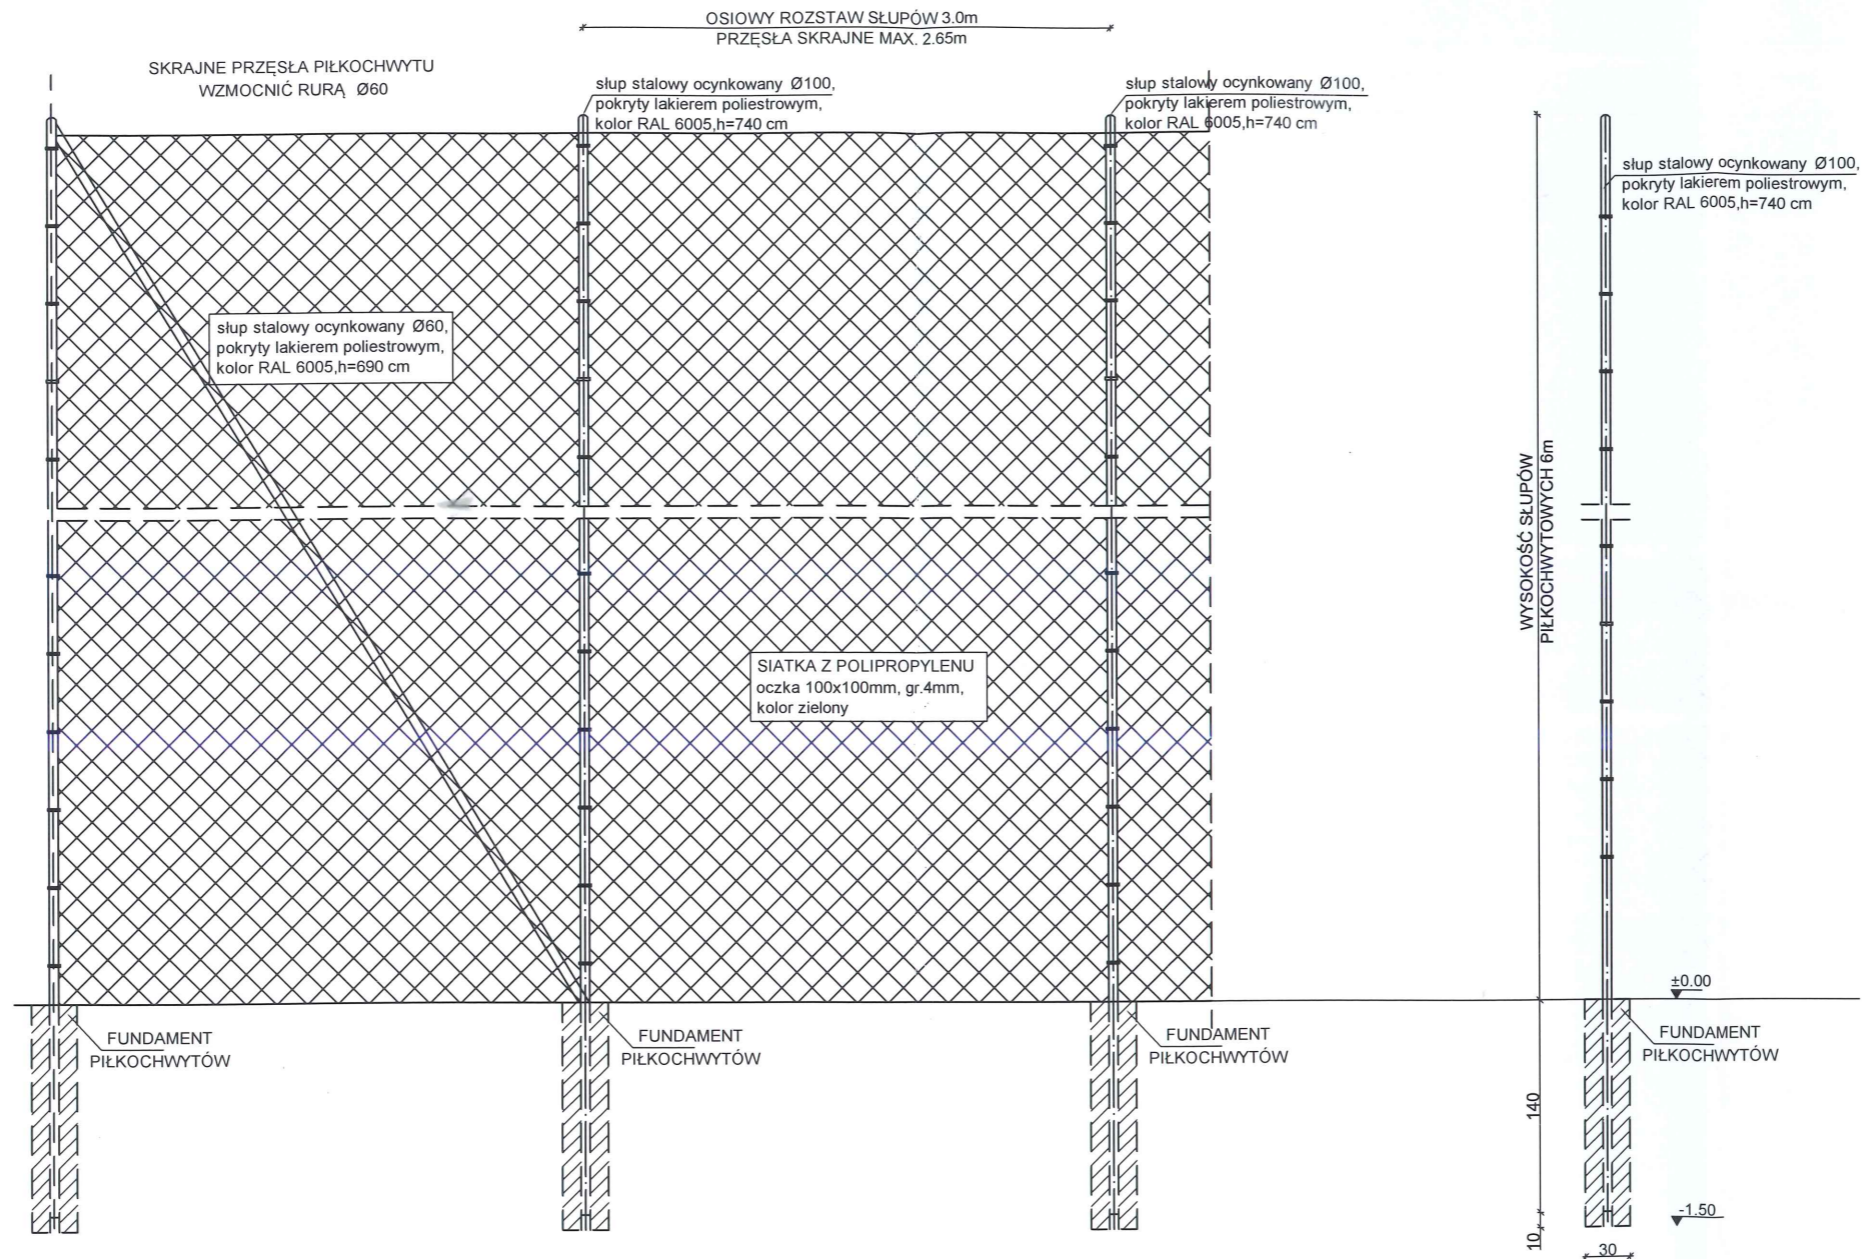 OSIOWY ROZSTAW SŁUPÓW 3.0m
PRZĘSŁA SKRAJNE MAX. 2.65m
SKRAJNE PRZĘSŁA PIŁKOCHWYTU
WZMOCNIĆ RURĄ Ø60
słup stalowy ocynkowany Ø100,
pokryty lakierem poliestrowym,
kolor RAL 6005,h=740 cm
słup stalowy ocynkowany Ø100,
pokryty lakierem poliestrowym,
kolor RAL 6005,h=740 cm
słup stalowy ocynkowany Ø100,
pokryty lakierem poliestrowym,
kolor RAL 6005,h=740 cm
słup stalowy ocynkowany Ø60,
pokryty lakierem poliestrowym,
kolor RAL 6005,h=690 cm
WYSOKOŚĆ SŁUPÓW
PIŁKOCHWYTOWYCH 6m
SIATKA Z POLIPROPYLENU
oczka 100x100mm, gr.4mm,
kolor zielony
±0.00
FUNDAMENT
PIŁKOCHWYTÓW
FUNDAMENT
PIŁKOCHWYTÓW
FUNDAMENT
PIŁKOCHWYTÓW
FUNDAMENT
PIŁKOCHWYTÓW
140
-1.50
10
30